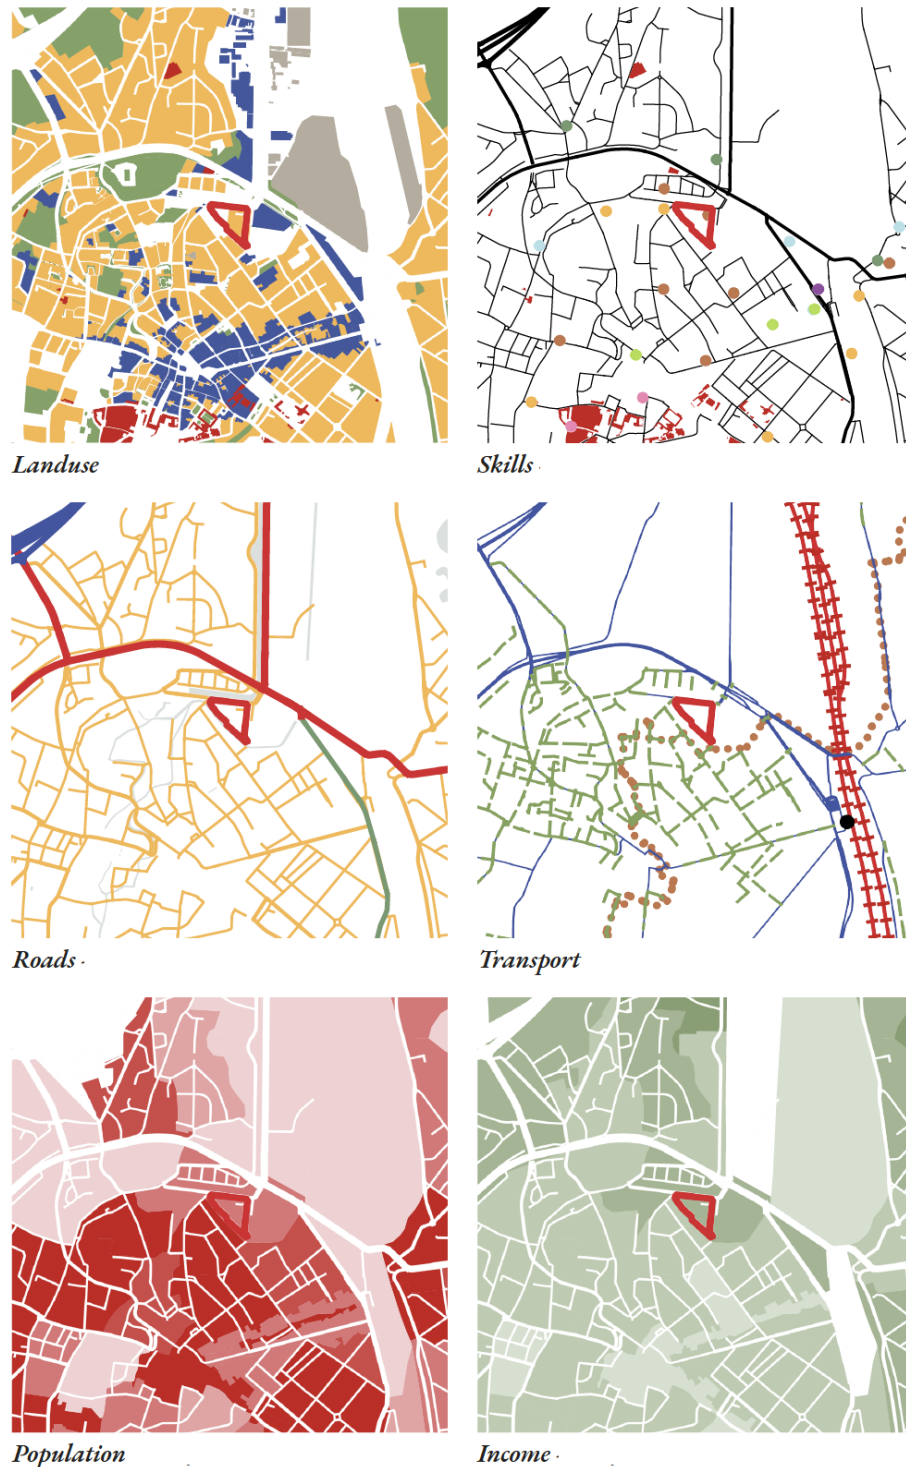 Landuse
Skills ·
Roads ·
Transport
Population
Income ·